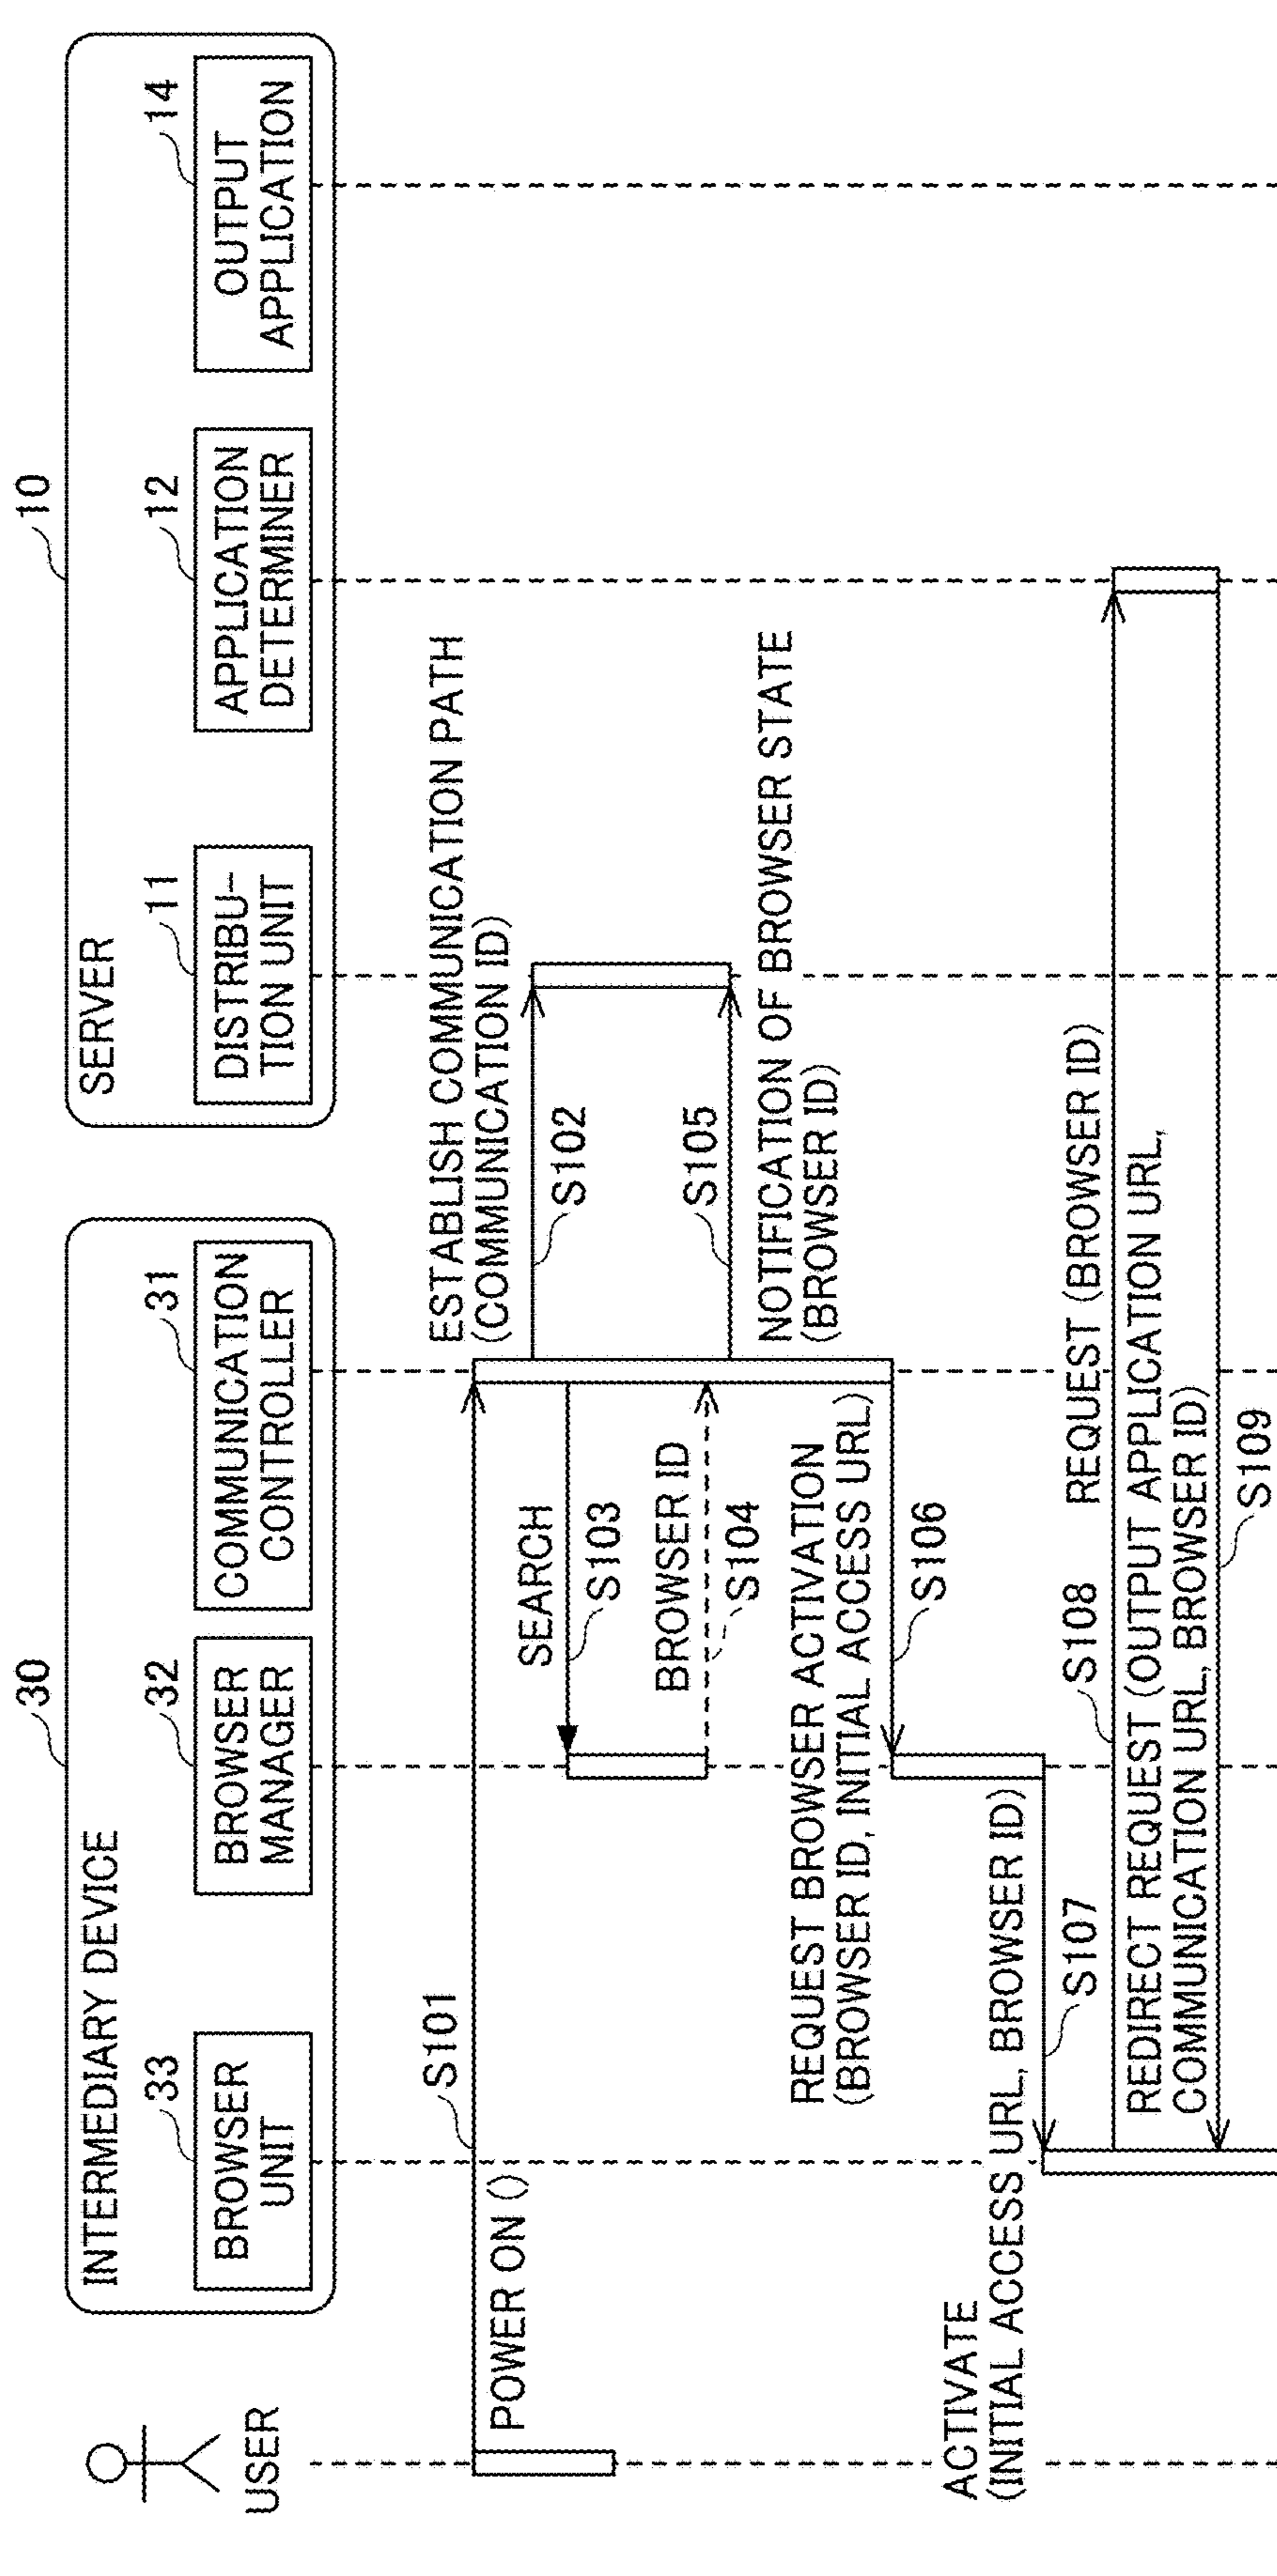 30
10
INTERMEDIARY DEVICE
SERVER
33
32
31
11
12
14
USER
BROWSER
UNIT
BROWSER
MANAGER
COMMUNICATION
CONTROLLER
DISTRIBU-
TION UNIT
APPLICATION
DETERMINER
OUTPUT
APPLICATION
S101
POWER ON ()
ESTABLISH COMMUNICATION PATH
(COMMUNICATION ID)
S102
SEARCH
S103
BROWSER ID
S104
S105
NOTIFICATION OF BROWSER STATE
(BROWSER ID)
REQUEST BROWSER ACTIVATION
(BROWSER ID, INITIAL ACCESS URL)
S106
ACTIVATE
(INITIAL ACCESS URL, BROWSER ID)
S107
S108
REQUEST (BROWSER ID)
REDIRECT REQUEST (OUTPUT APPLICATION URL,
COMMUNICATION URL, BROWSER ID)
S109